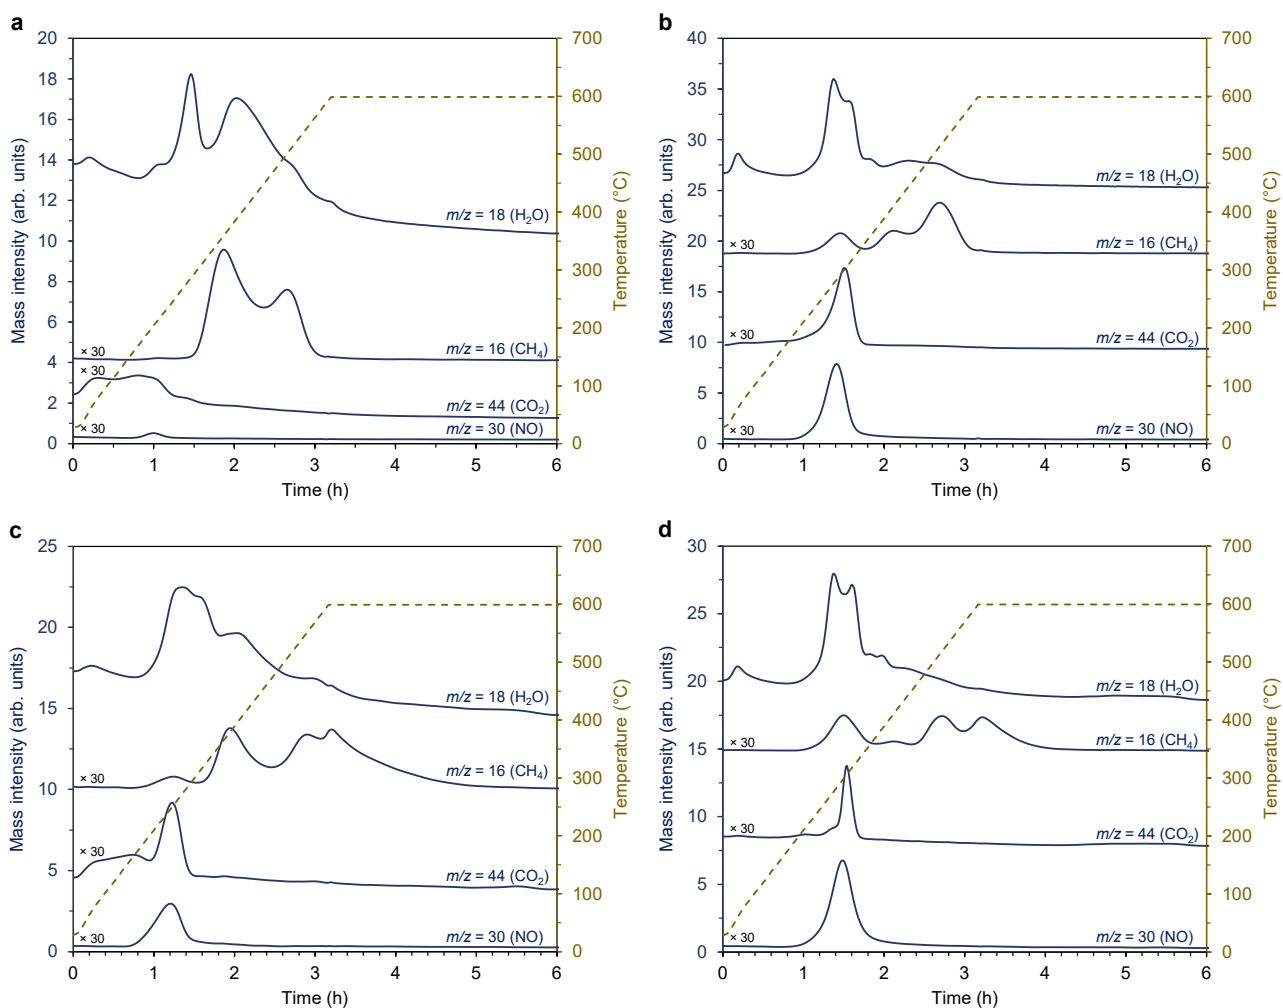 a
20
18
16
14
12
10
8
6
4
2
0
Mass intensity (arb. units)
0 1 2 3 4 5 6
Time (h)
700
600
500
400
300
200
100
0
Temperature (°C)
m/z = 18 (H₂O)
× 30
m/z = 16 (CH₄)
× 30
m/z = 44 (CO₂)
× 30
m/z = 30 (NO)
b
40
35
30
25
20
15
10
5
0
Mass intensity (arb. units)
0 1 2 3 4 5 6
Time (h)
700
600
500
400
300
200
100
0
Temperature (°C)
m/z = 18 (H₂O)
× 30
m/z = 16 (CH₄)
× 30
m/z = 44 (CO₂)
× 30
m/z = 30 (NO)
c
25
20
15
10
5
0
Mass intensity (arb. units)
0 1 2 3 4 5 6
Time (h)
700
600
500
400
300
200
100
0
Temperature (°C)
m/z = 18 (H₂O)
× 30
m/z = 16 (CH₄)
× 30
m/z = 44 (CO₂)
× 30
m/z = 30 (NO)
d
30
25
20
15
10
5
0
Mass intensity (arb. units)
0 1 2 3 4 5 6
Time (h)
700
600
500
400
300
200
100
0
Temperature (°C)
m/z = 18 (H₂O)
× 30
m/z = 16 (CH₄)
× 30
m/z = 44 (CO₂)
× 30
m/z = 30 (NO)